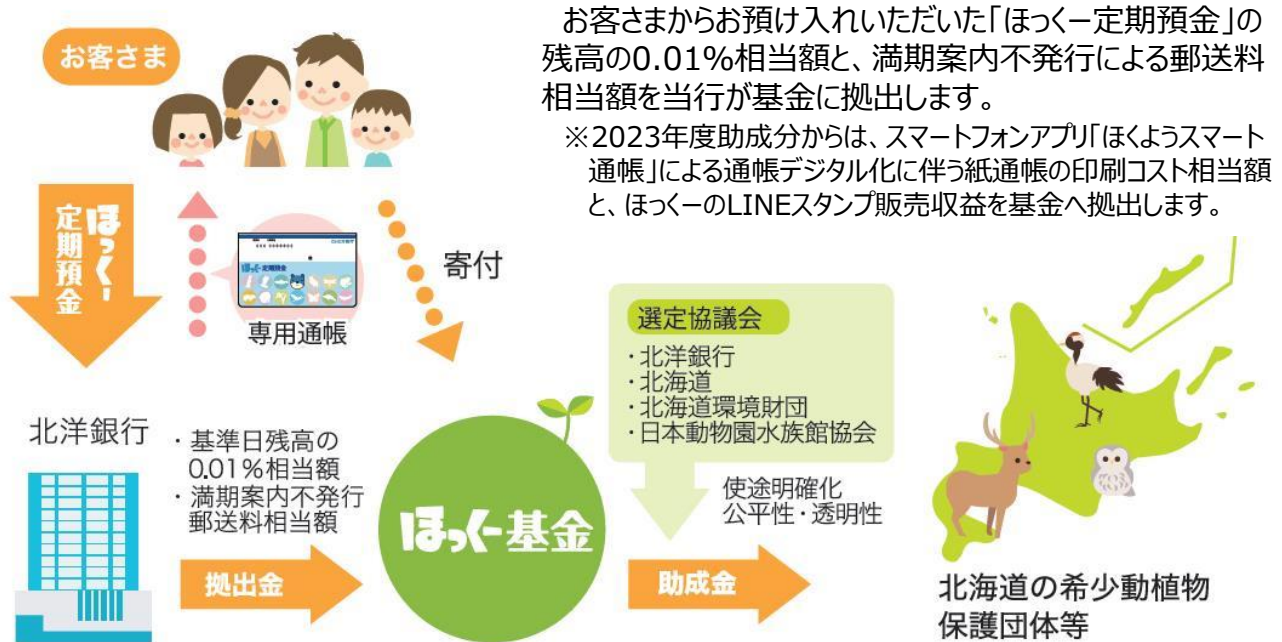 お客さまからお預け入れいただいた「ほっくー定期預金」の
残高の0.01%相当額と、満期案内不発行による郵送料
相当額を当行が基金に拠出します。
※2023年度助成分からは、スマートフォンアプリ「ほくようスマート
通帳」による通帳デジタル化に伴う紙通帳の印刷コスト相当額
と、ほっくーのLINEスタンプ販売収益を基金へ拠出します。
お客さま
ほっくー
定期預金
ほっくー定期預金
専用通帳
寄付
北洋銀行
・基準日残高の
0.01%相当額
・満期案内不発行
郵送料相当額
拠出金
ほっくー基金
選定協議会
・北洋銀行
・北海道
・北海道環境財団
・日本動物園水族館協会
使途明確化
公平性・透明性
助成金
北海道の希少動植物
保護団体等